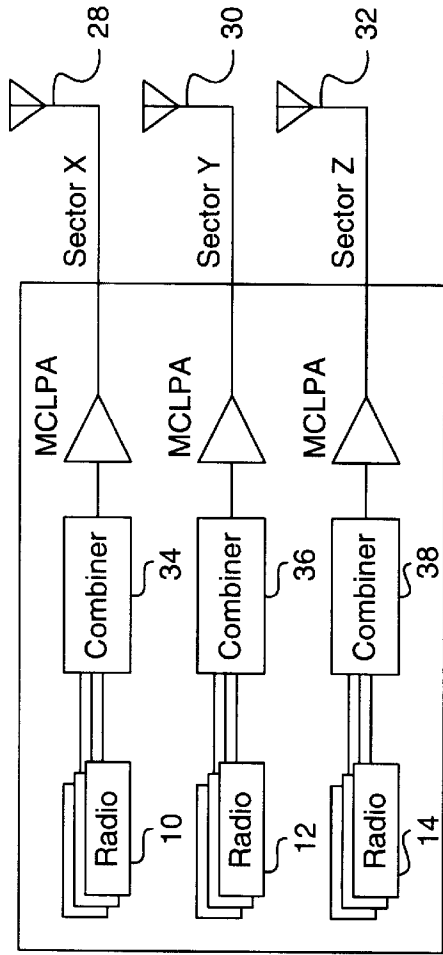 Radio
10
Combiner
34
MCLPA
Sector X
28
Radio
12
Combiner
36
MCLPA
Sector Y
30
Radio
14
Combiner
38
MCLPA
Sector Z
32